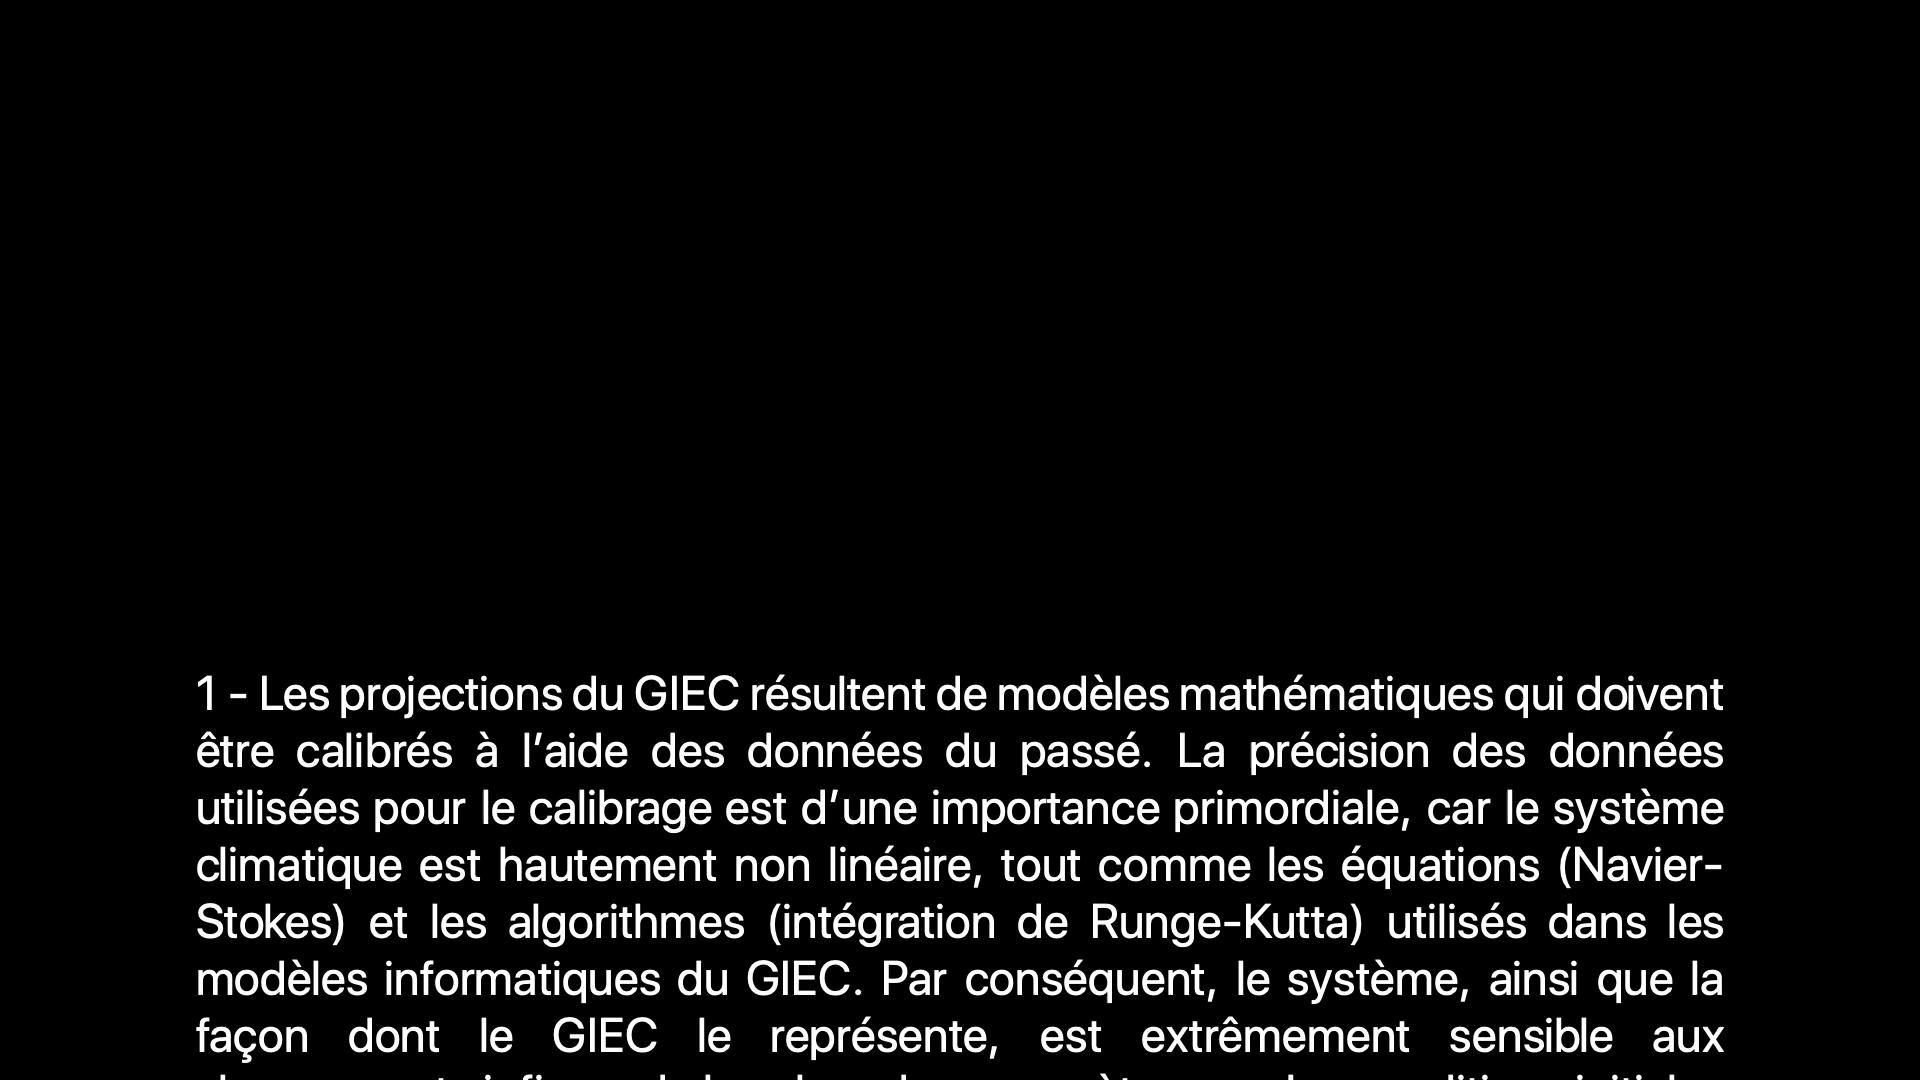 1 - Les projections du GIEC résultent de modèles mathématiques qui doivent
être calibrés à l’aide des données du passé. La précision des données
utilisées pour le calibrage est d’une importance primordiale, car le système
climatique est hautement non linéaire, tout comme les équations (Navier-
Stokes) et les algorithmes (intégration de Runge-Kutta) utilisés dans les
modèles informatiques du GIEC. Par conséquent, le système, ainsi que la
façon dont le GIEC le représente, est extrêmement sensible aux